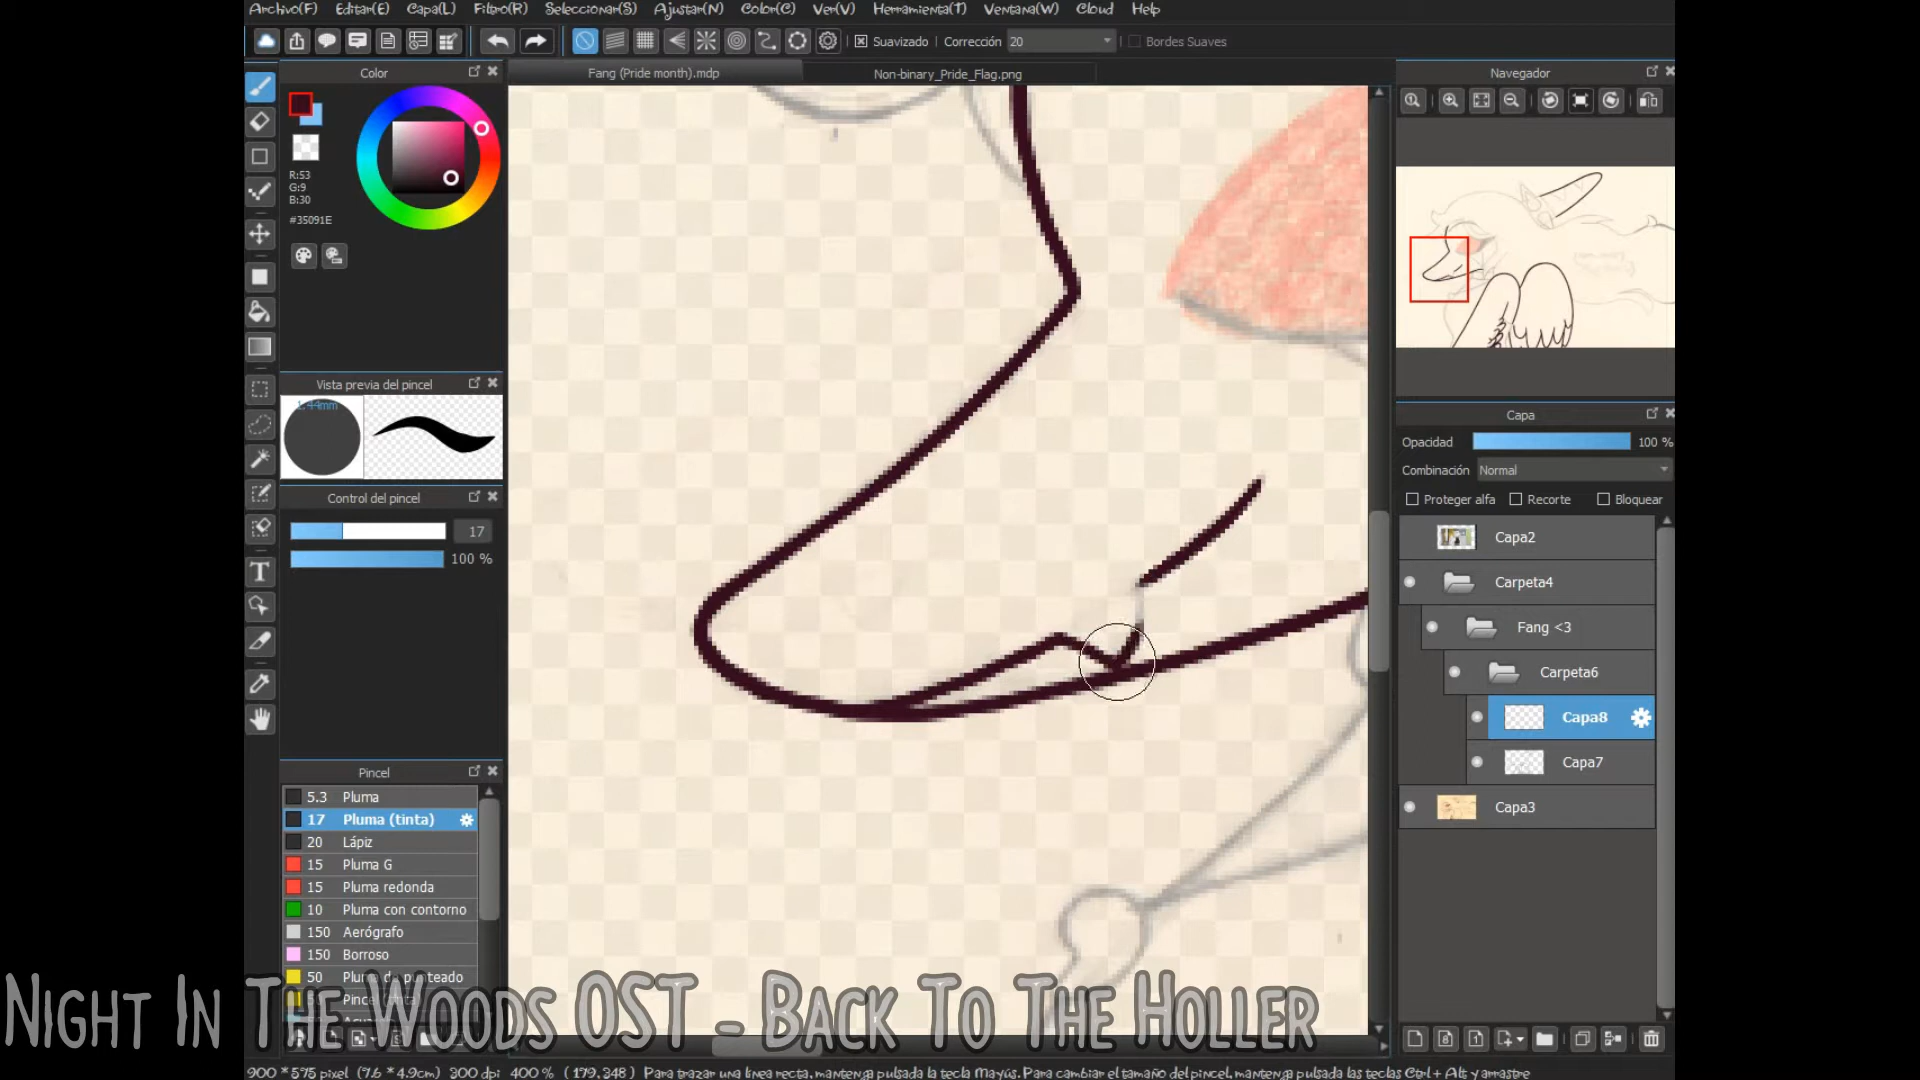 Archivo(F) Editar(E) Capa(L) Filtro(R) Seleccionar(S) Ajustar(N) Color(C) Ver(V) Herramienta(T) Ventana(W) Cloud Help
Suavizado Corrección 20 Bordes Suaves
Color
Fang (Pride month).mdp
Non-binary_Pride_Flag.png
Navegador
R:53
G:9
B:30
#35091E
Vista previa del pincel
1.44mm
Control del pincel
17
100 %
Capa
Opacidad 100 %
Combinación Normal
Proteger alfa Recorte Bloquear
Capa2
Carpeta4
Fang <3
Carpeta6
Capa8
Capa7
Capa3
Pincel
5.3 Pluma
17 Pluma (tinta)
20 Lápiz
15 Pluma G
15 Pluma redonda
10 Pluma con contorno
150 Aerógrafo
150 Borroso
50 Pluma de punteado
Night In The Woods OST - Back To The Holler
900 * 575 pixel (7.6 * 4.9cm) 300 dpi 400 % ( 179,348 ) Para trazar una línea recta, mantenga pulsada la tecla Mayús. Para cambiar el tamaño del pincel, mantenga pulsadas las teclas Ctrl + Alt y arrastre